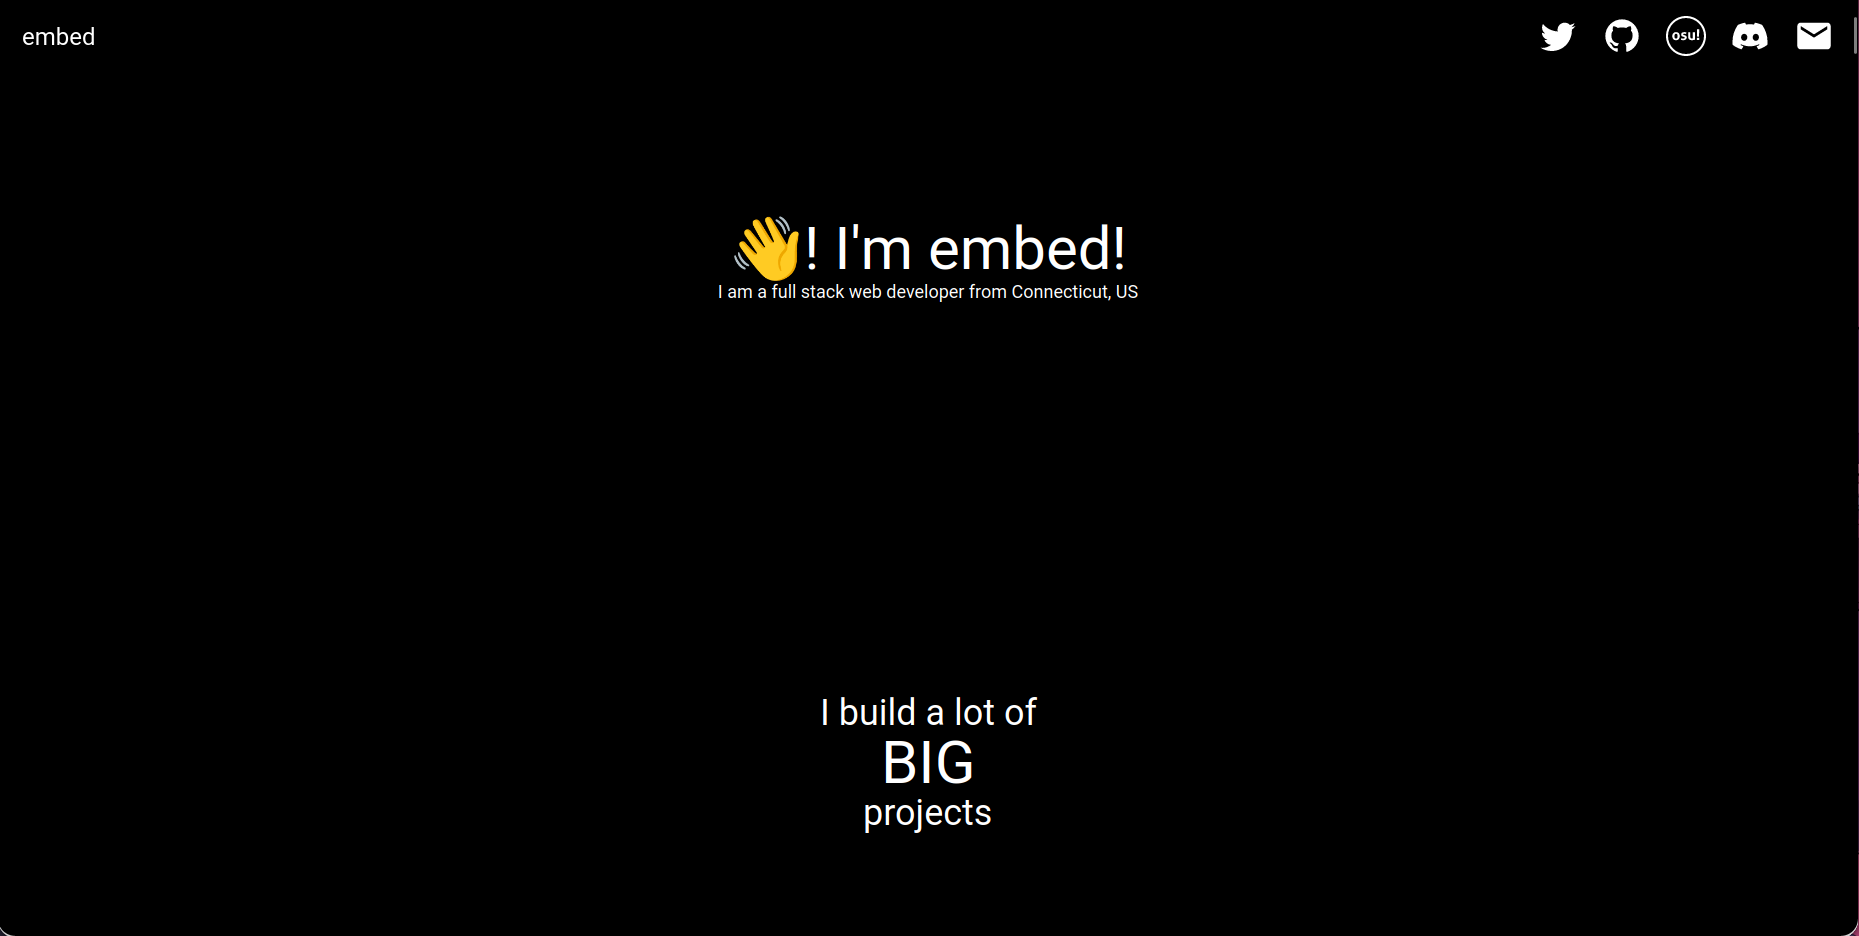 embed
osu!
👋! I'm embed!
I am a full stack web developer from Connecticut, US
I build a lot of
BIG
projects